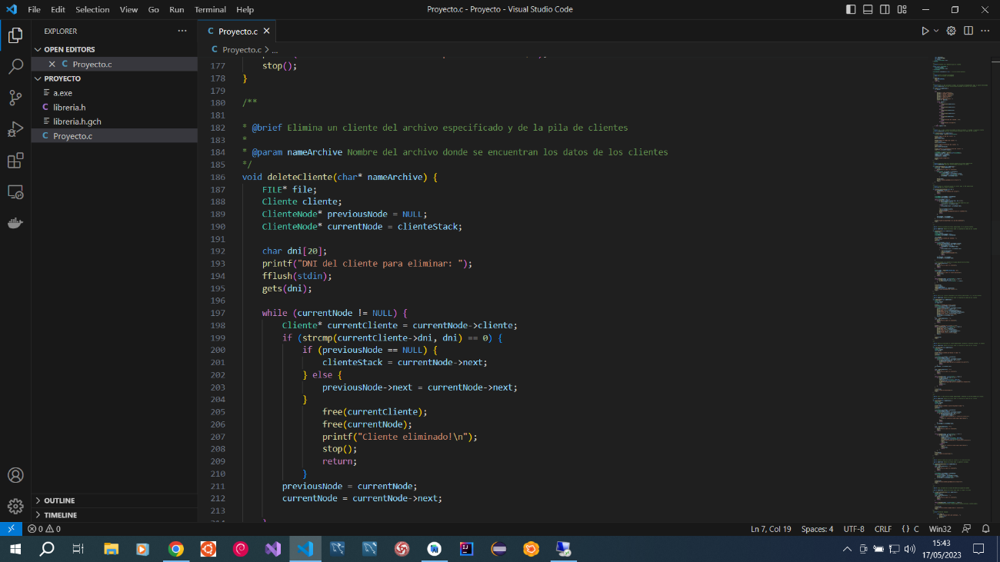 File Edit Selection View Go Run Terminal Help
Proyecto.c - Proyecto - Visual Studio Code
EXPLORER
Proyecto.c
OPEN EDITORS
Proyecto.c
PROYECTO
a.exe
libreria.h
libreria.h.gch
Proyecto.c
OUTLINE
TIMELINE
Proyecto.c > ...
177 stop();
178 }
179
180 /**
181
182 * @brief Elimina un cliente del archivo especificado y de la pila de clientes
183 *
184 * @param nameArchive Nombre del archivo donde se encuentran los datos de los clientes
185 */
186 void deleteCliente(char* nameArchive) {
187 FILE* file;
188 Cliente cliente;
189 ClienteNode* previousNode = NULL;
190 ClienteNode* currentNode = clienteStack;
191
192 char dni[20];
193 printf("DNI del cliente para eliminar: ");
194 fflush(stdin);
195 gets(dni);
196
197 while (currentNode != NULL) {
198 Cliente* currentCliente = currentNode->cliente;
199 if (strcmp(currentCliente->dni, dni) == 0) {
200 if (previousNode == NULL) {
201 clienteStack = currentNode->next;
202 } else {
203 previousNode->next = currentNode->next;
204 }
205 free(currentCliente);
206 free(currentNode);
207 printf("Cliente eliminado!\n");
208 stop();
209 return;
210 }
211 previousNode = currentNode;
212 currentNode = currentNode->next;
213
0 0
Ln 7, Col 19 Spaces: 4 UTF-8 CRLF {} C Win32
15:43
17/05/2023